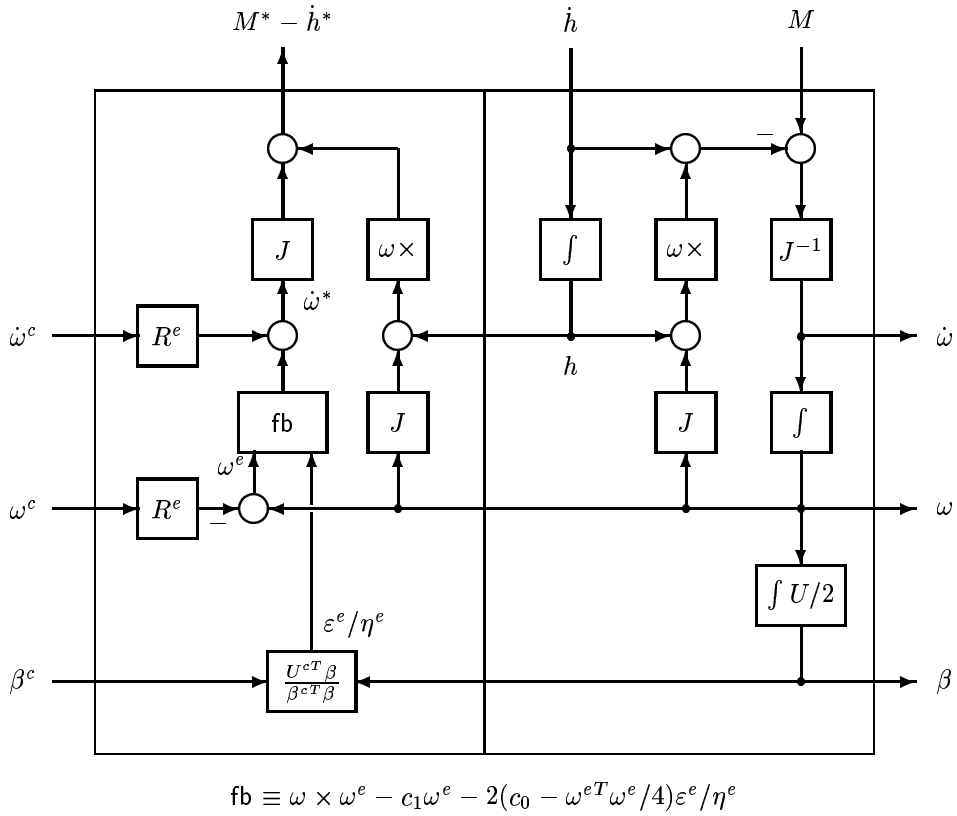 M* − ḣ* ḣ M
−
J ω× ∫ ω× J⁻¹
ω̇*
ω̇ᶜ Rᵉ ω̇
h
fb J J ∫
ωᵉ
ωᶜ Rᵉ ω
−
∫ U/2
εᵉ/ηᵉ
βᶜ UᶜᵀΒ/βᶜᵀβ β
fb ≡ ω × ωᵉ − c₁ωᵉ − 2(c₀ − ωᵉᵀωᵉ/4)εᵉ/ηᵉ